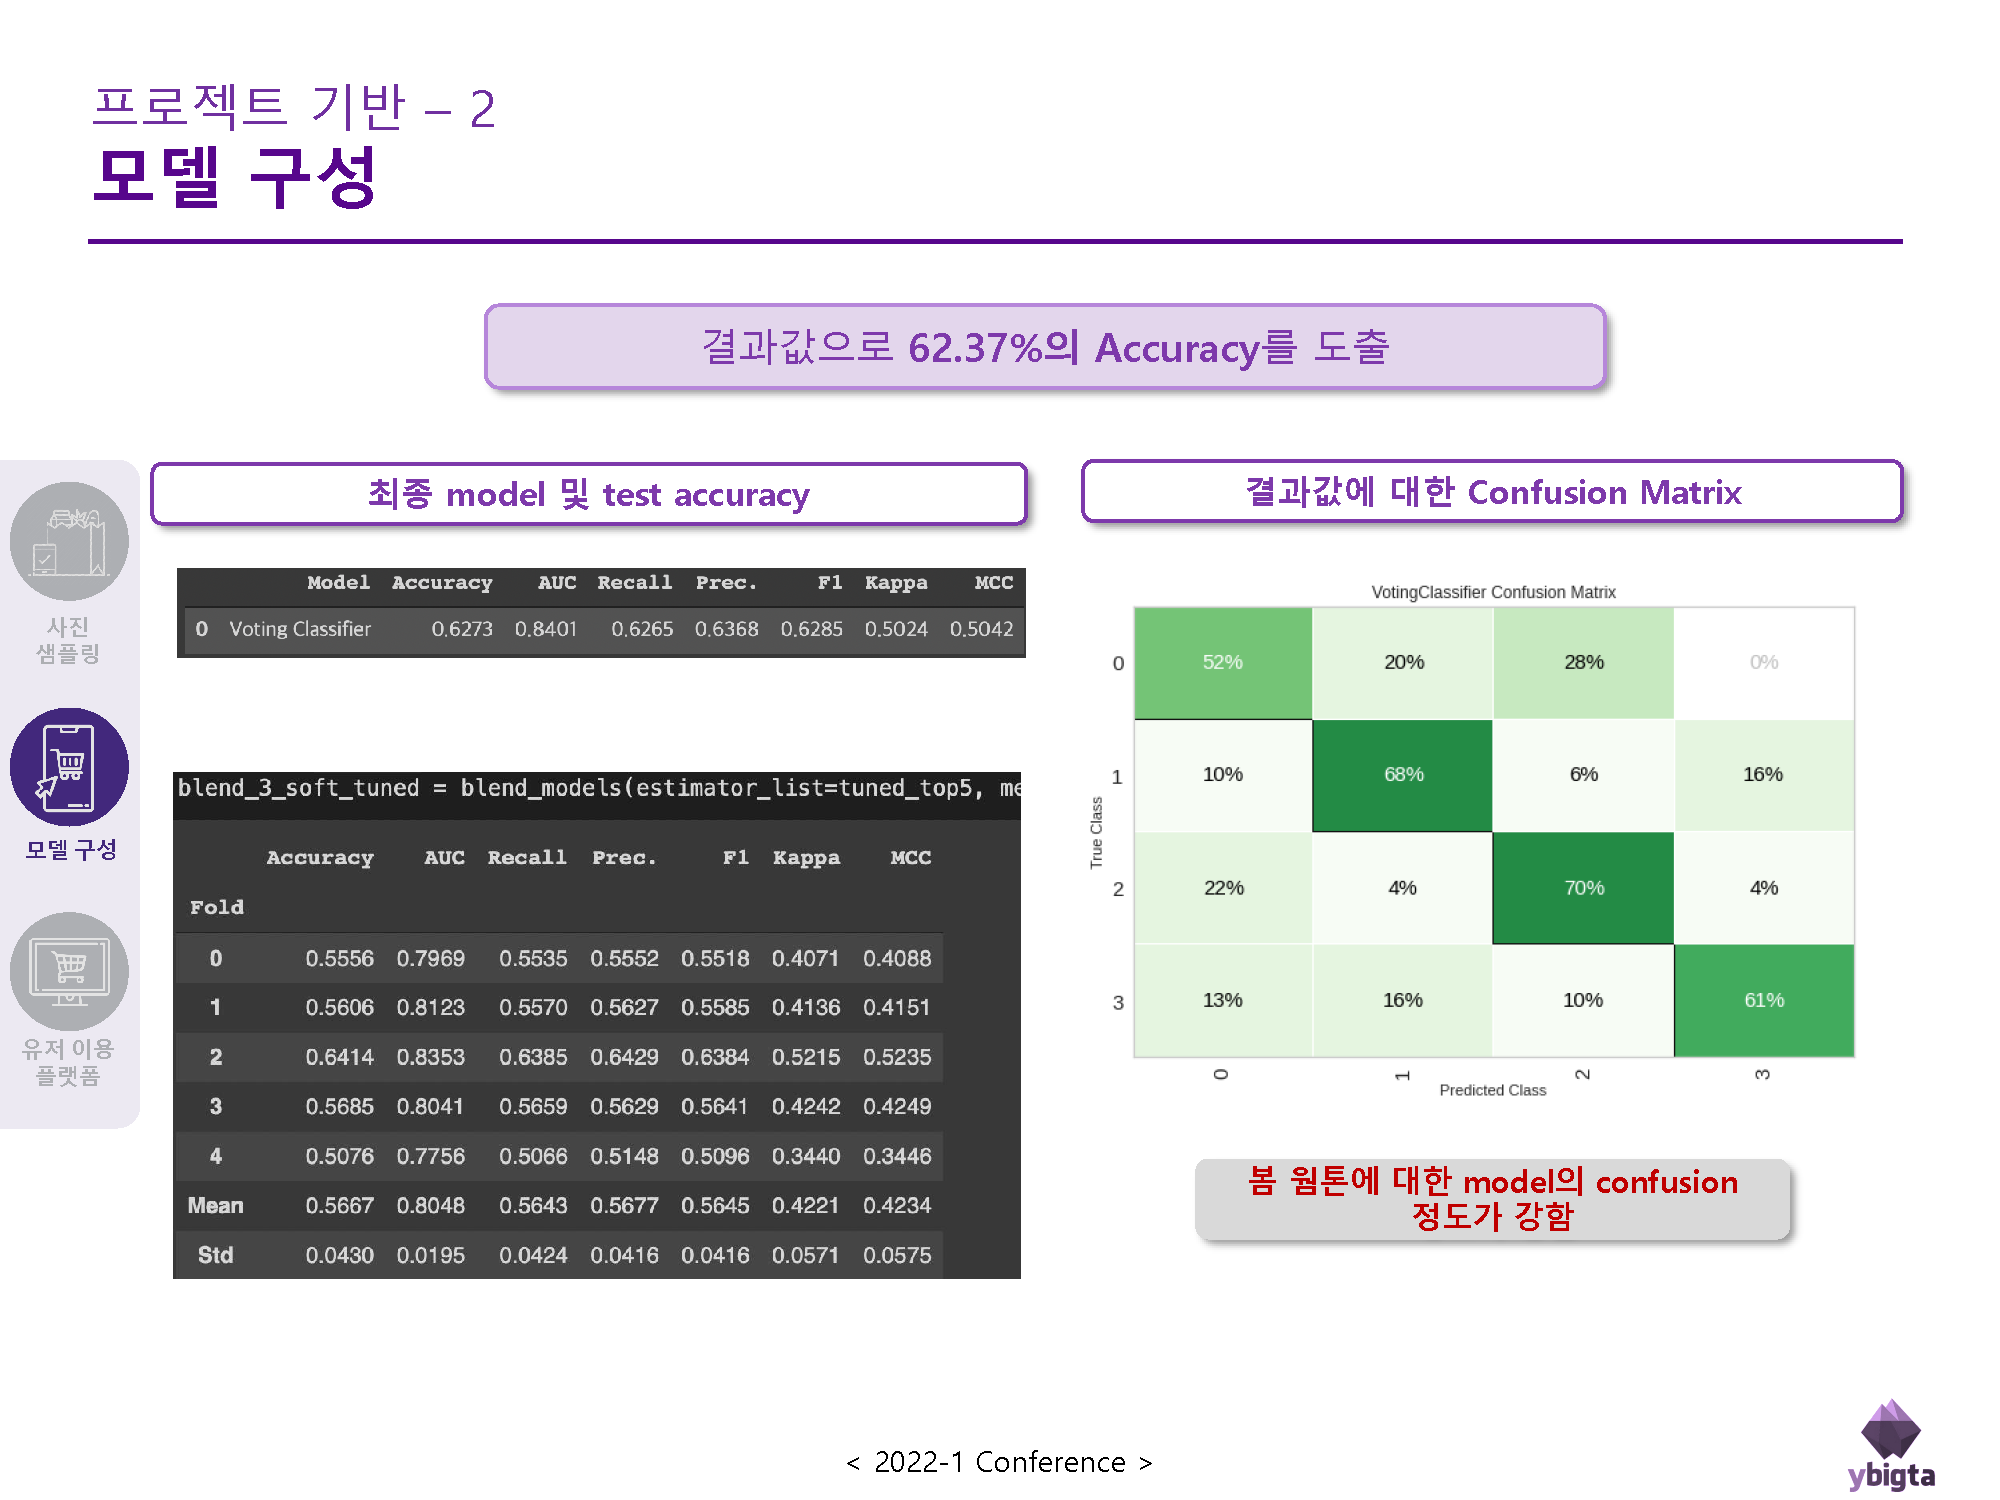 프로젝트 기반 – 2
모델 구성
결과값으로 62.37%의 Accuracy를 도출
최종 model 및 test accuracy
Model Accuracy AUC Recall Prec. F1 Kappa MCC
0 Voting Classifier 0.6273 0.8401 0.6265 0.6368 0.6285 0.5024 0.5042
blend_3_soft_tuned = blend_models(estimator_list=tuned_top5, me
Accuracy AUC Recall Prec. F1 Kappa MCC
Fold
0 0.5556 0.7969 0.5535 0.5552 0.5518 0.4071 0.4088
1 0.5606 0.8123 0.5570 0.5627 0.5585 0.4136 0.4151
2 0.6414 0.8353 0.6385 0.6429 0.6384 0.5215 0.5235
3 0.5685 0.8041 0.5659 0.5629 0.5641 0.4242 0.4249
4 0.5076 0.7756 0.5066 0.5148 0.5096 0.3440 0.3446
Mean 0.5667 0.8048 0.5643 0.5677 0.5645 0.4221 0.4234
Std 0.0430 0.0195 0.0424 0.0416 0.0416 0.0571 0.0575
결과값에 대한 Confusion Matrix
VotingClassifier Confusion Matrix
True Class
0 52% 20% 28% 0%
1 10% 68% 6% 16%
2 22% 4% 70% 4%
3 13% 16% 10% 61%
0 1 2 3
Predicted Class
봄 웜톤에 대한 model의 confusion
정도가 강함
사진
샘플링
모델 구성
유저 이용
플랫폼
< 2022-1 Conference >
ybigta